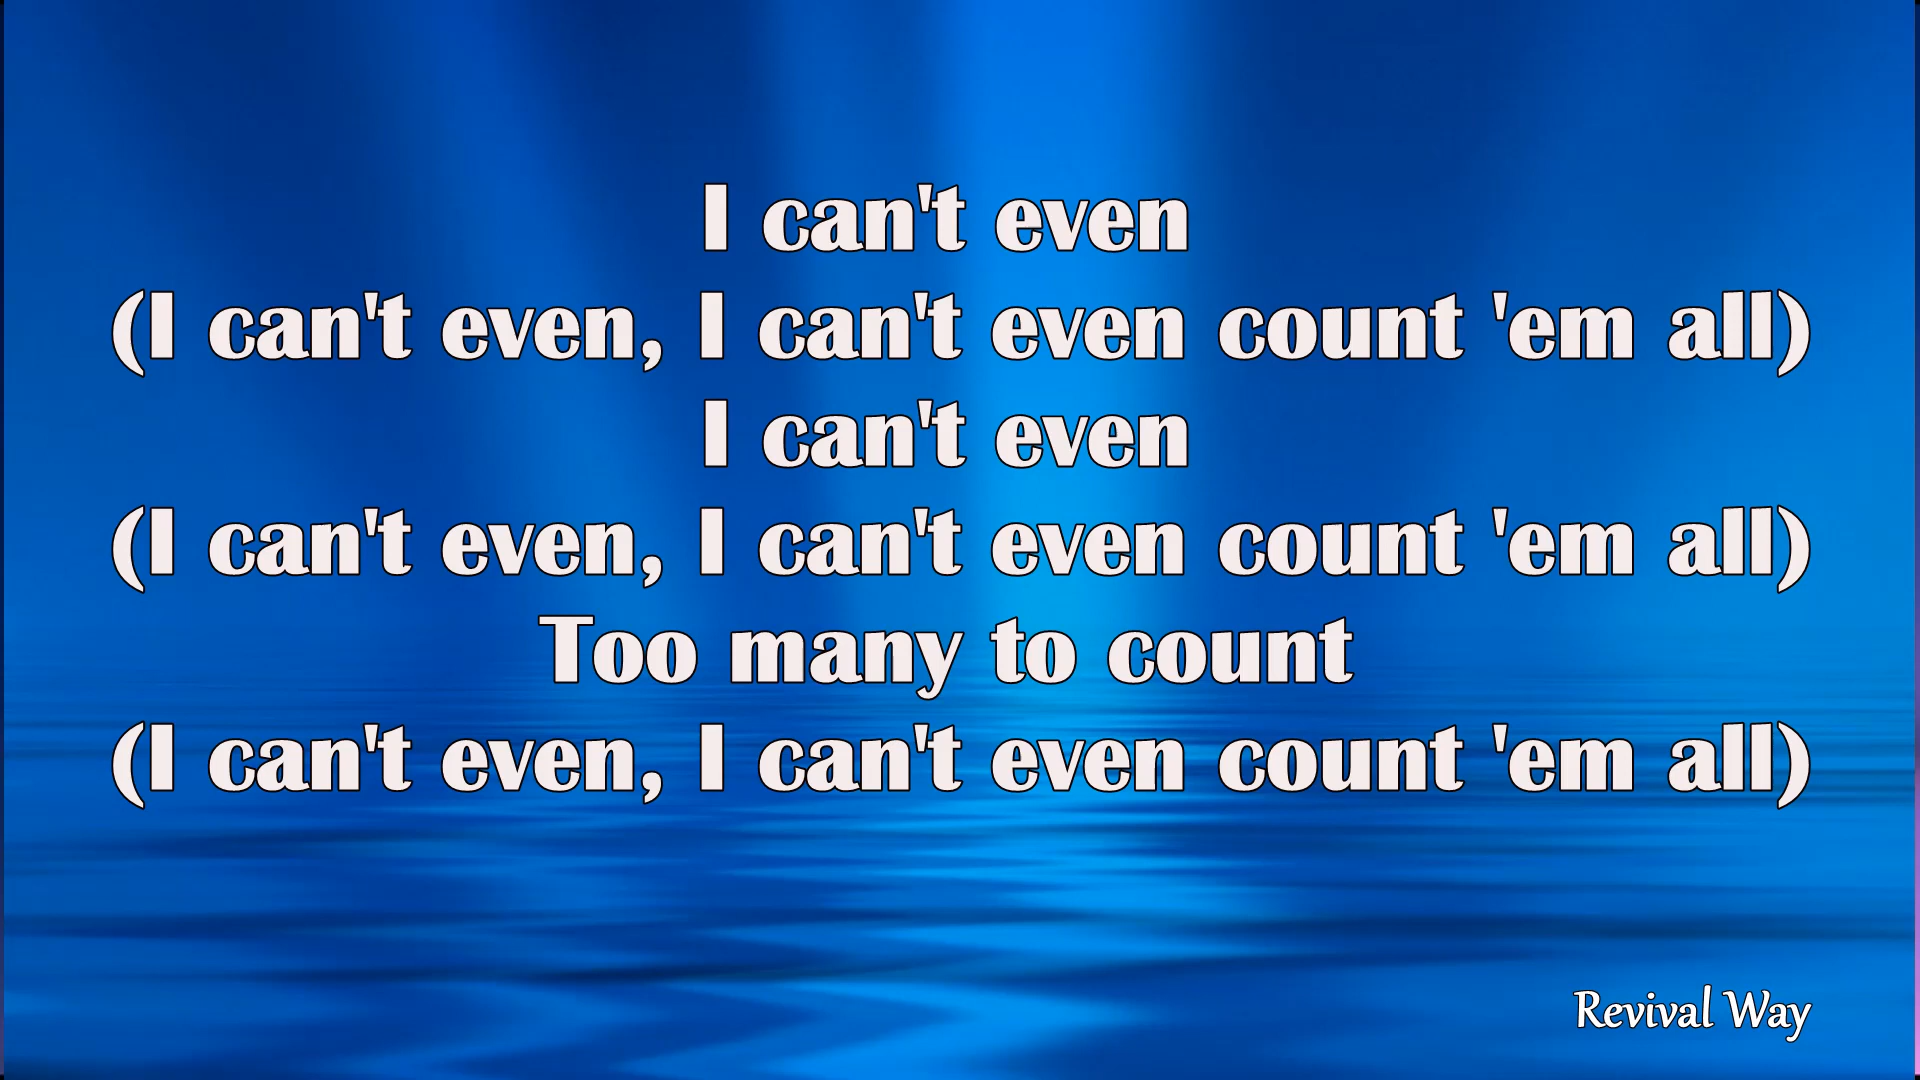 I can't even
(I can't even, I can't even count 'em all)
I can't even
(I can't even, I can't even count 'em all)
Too many to count
(I can't even, I can't even count 'em all)
Revival Way